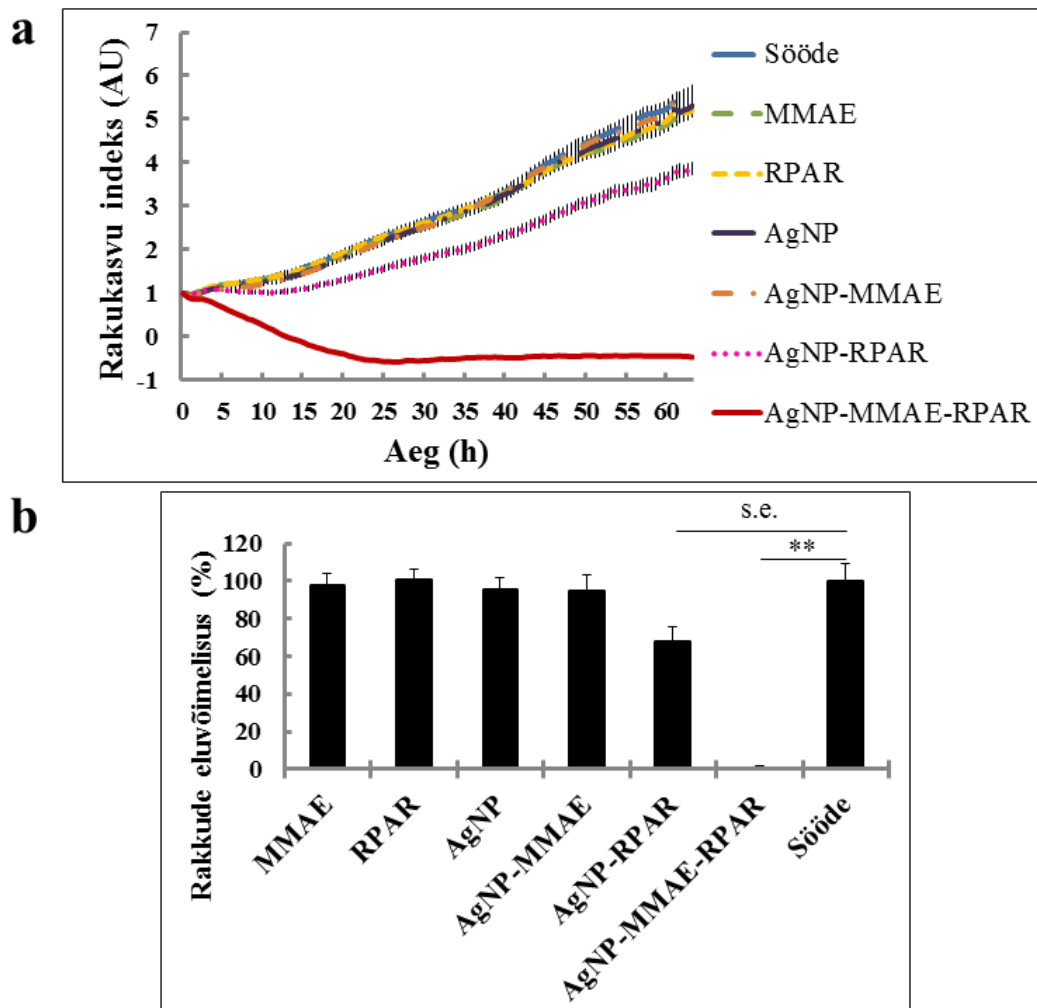 a
Rakukasvu indeks (AU)
7
6
5
4
3
2
1
0
-1
0 5 10 15 20 25 30 35 40 45 50 55 60
Aeg (h)
Sööde
MMAE
RPAR
AgNP
AgNP-MMAE
AgNP-RPAR
AgNP-MMAE-RPAR
b
Rakkude eluvõimelisus (%)
120
100
80
60
40
20
0
s.e.
**
MMAE
RPAR
AgNP
AgNP-MMAE
AgNP-RPAR
AgNP-MMAE-RPAR
Sööde